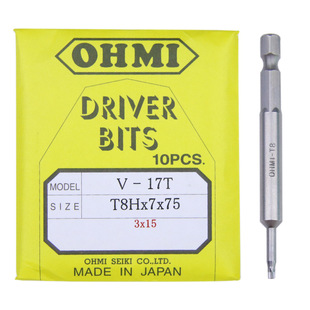 OHMI
DRIVER
BITS
10PCS.
MODEL V - 17T
SIZE T8Hx7x75
3x15
OHMI SEIKI CO.,LTD.
MADE IN JAPAN
OHMI-T8